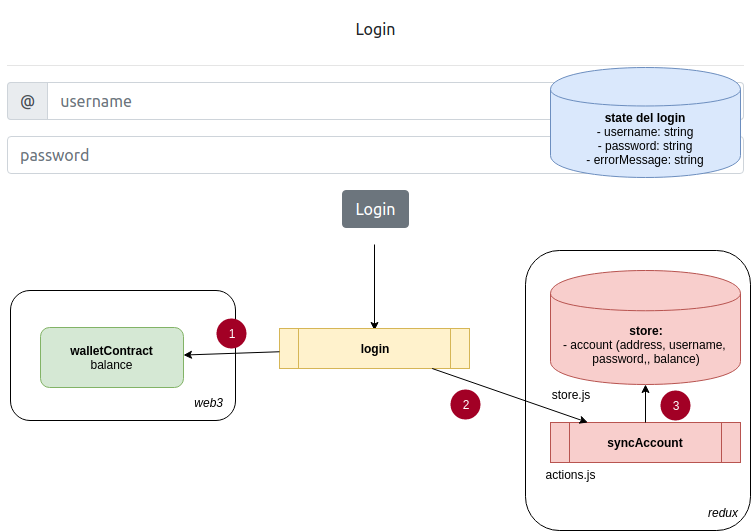 Login
@ username
password
state del login
- username: string
- password: string
- errorMessage: string
Login
walletContract
balance
web3
1
login
2
store:
- account (address, username,
password,, balance)
store.js
3
syncAccount
actions.js
redux